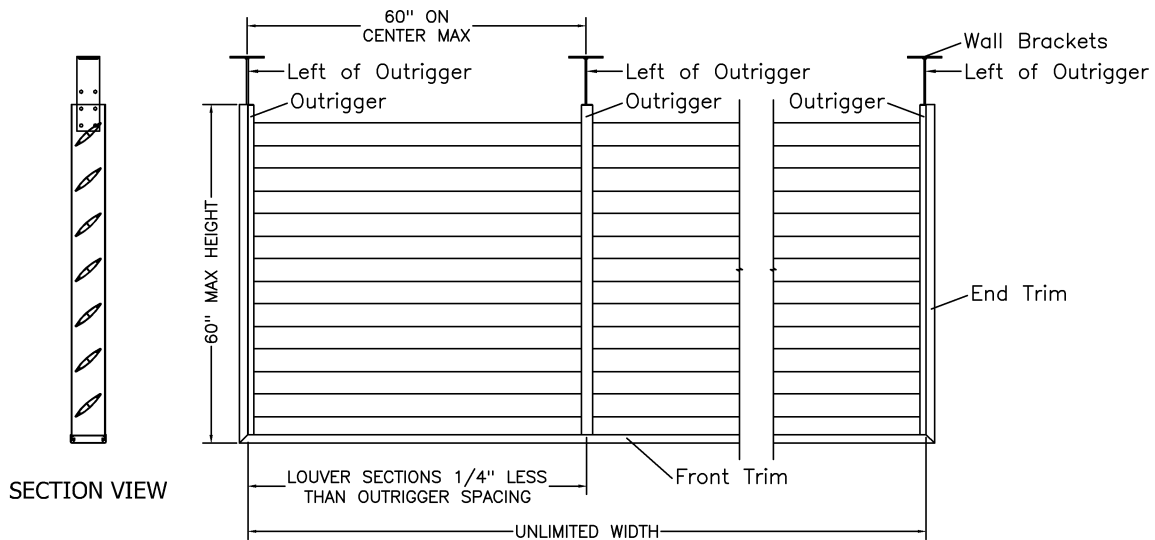 60" ON
CENTER MAX
Wall Brackets
Left of Outrigger
Left of Outrigger
Left of Outrigger
Outrigger
Outrigger
Outrigger
60" MAX HEIGHT
End Trim
Front Trim
SECTION VIEW
LOUVER SECTIONS 1/4" LESS
THAN OUTRIGGER SPACING
UNLIMITED WIDTH